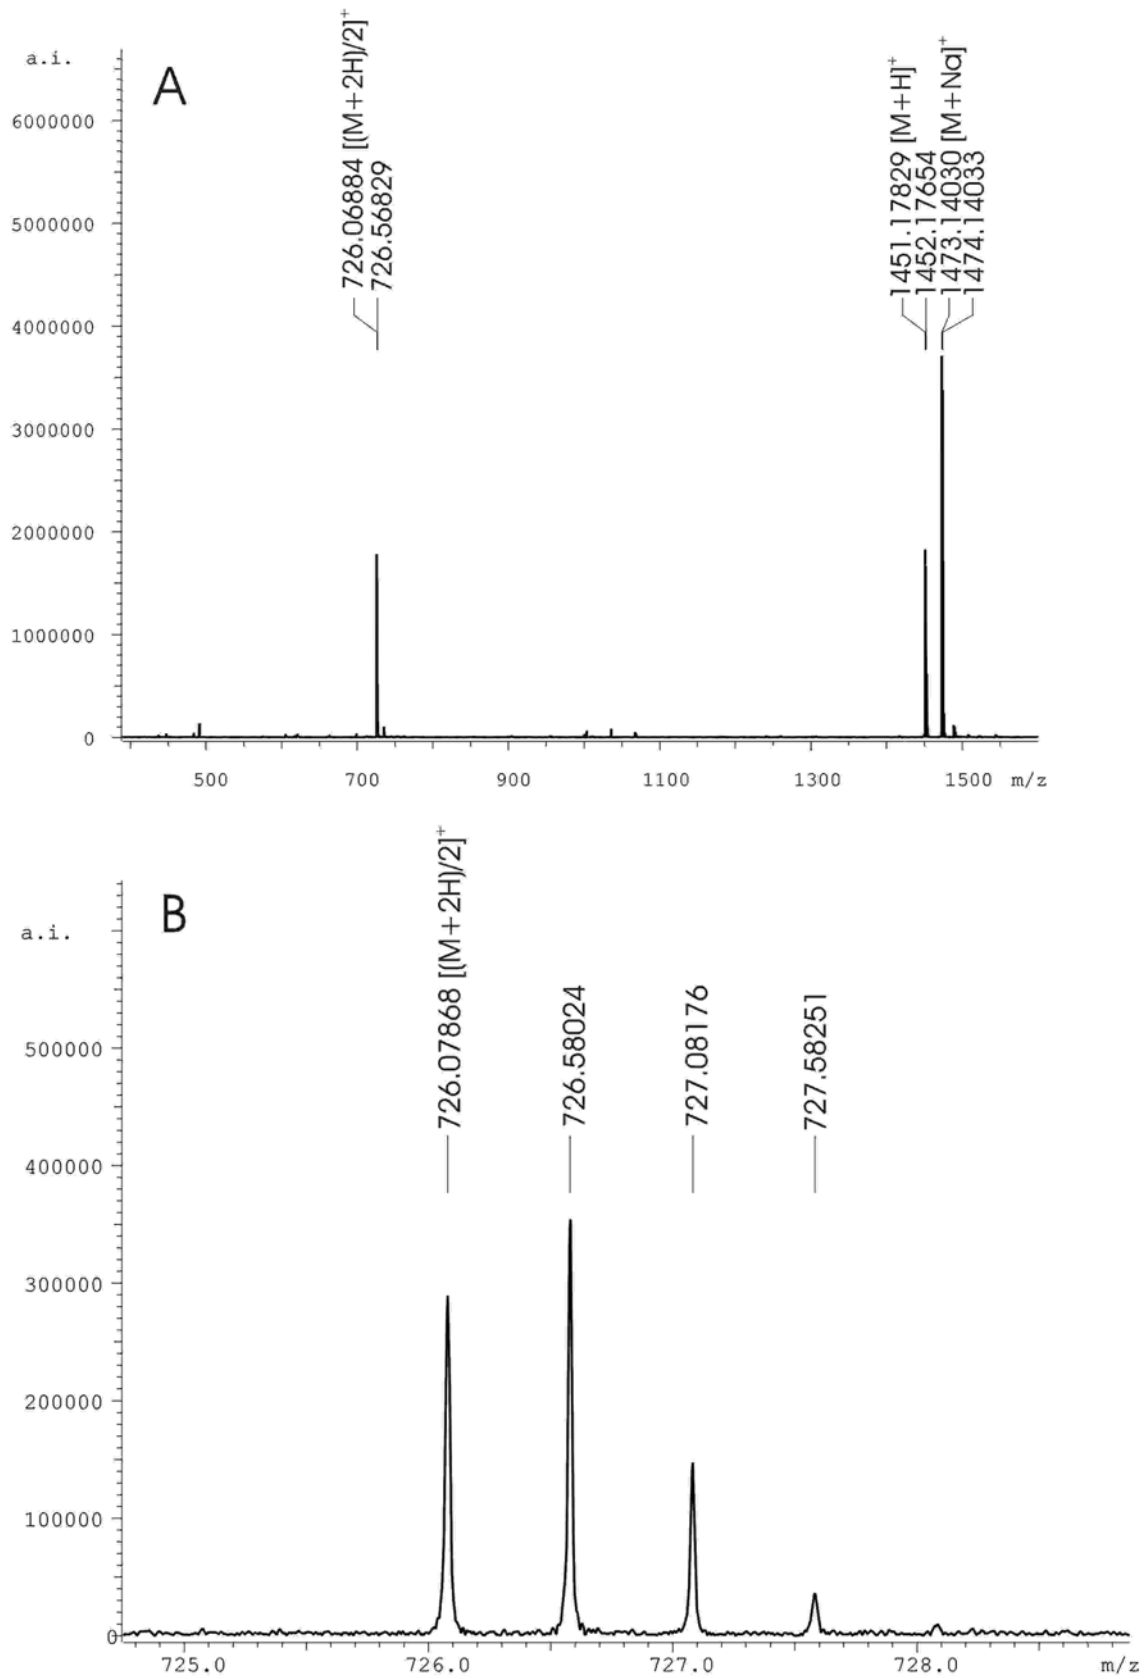 a.i.
A
726.06884 [(M+2H)/2]+
726.56829
1451.17829 [M+H]+
1452.17654
1473.14030 [M+Na]+
1474.14033
6000000
5000000
4000000
3000000
2000000
1000000
0
500 700 900 1100 1300 1500 m/z
a.i.
B
726.07868 [(M+2H)/2]+
726.58024
727.08176
727.58251
500000
400000
300000
200000
100000
0
725.0 726.0 727.0 728.0 m/z